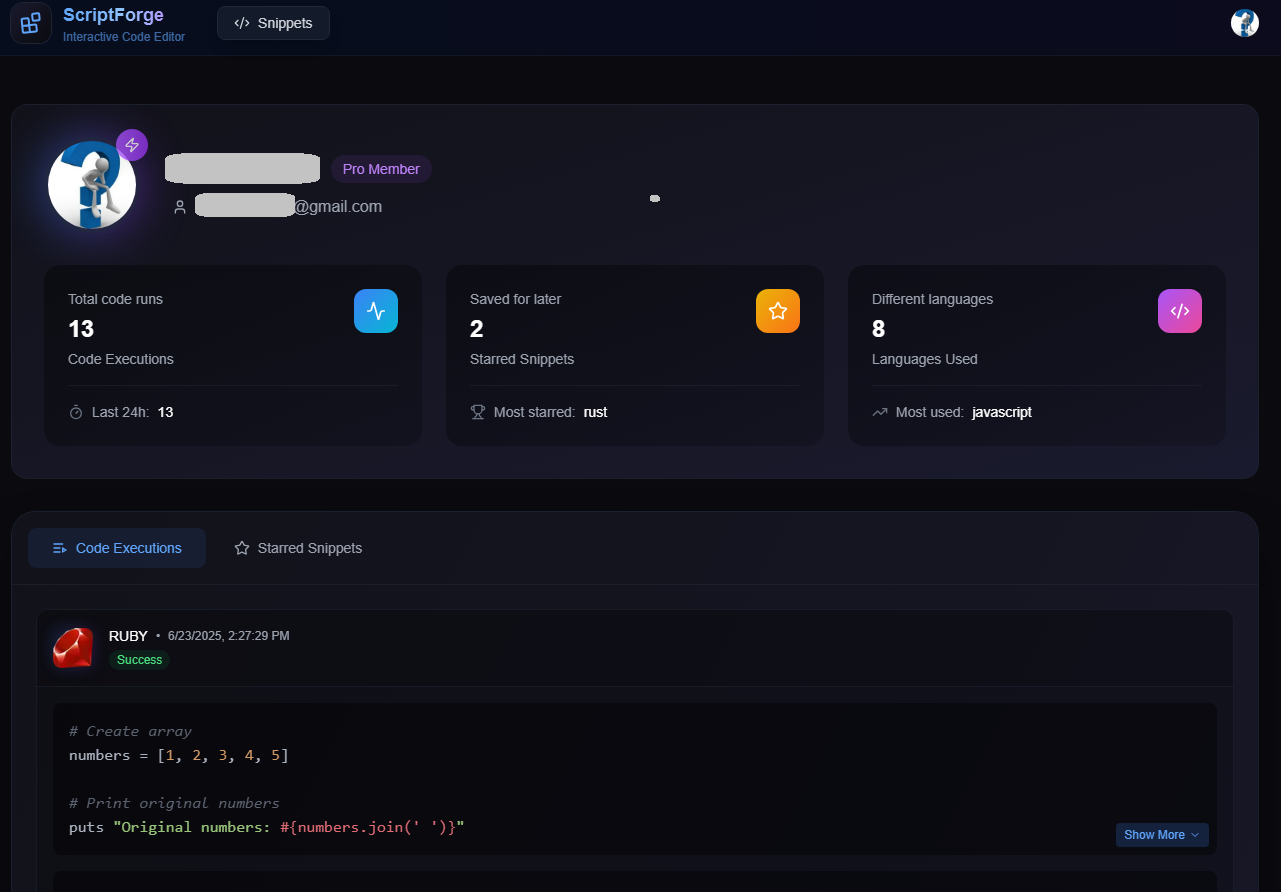 ScriptForge
Interactive Code Editor
</> Snippets
Pro Member
@gmail.com
Total code runs
13
Code Executions
Last 24h: 13
Saved for later
2
Starred Snippets
Most starred: rust
Different languages
8
Languages Used
Most used: javascript
Code Executions
Starred Snippets
RUBY • 6/23/2025, 2:27:29 PM
Success
# Create array
numbers = [1, 2, 3, 4, 5]
# Print original numbers
puts "Original numbers: #{numbers.join(' ')}"
Show More